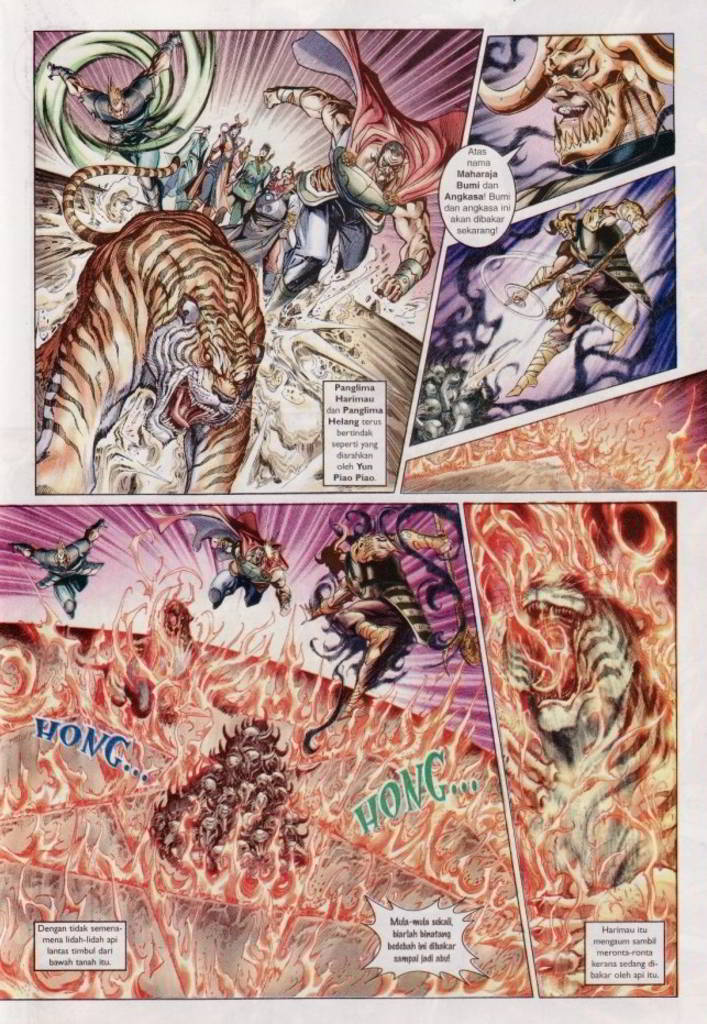 Atas
nama
Maharaja
Bumi dan
Angkasa! Bumi
dan angkasa ini
akan dibakar
sekarang!
Panglima
Harimau
dan Panglima
Helang terus
bertindak
seperti yang
diarahkan
oleh Yun
Piao Piao.
HONG...
HONG...
Dengan tidak semena-
mena lidah-lidah api
lantas timbul dari
bawah tanah itu.
Mula-mula sekali,
biarlah binatang
bedebah ini dibakar
sampai jadi abu!
Harimau itu
mengaum sambil
meronta-ronta
kerana sedang di-
bakar oleh api itu.